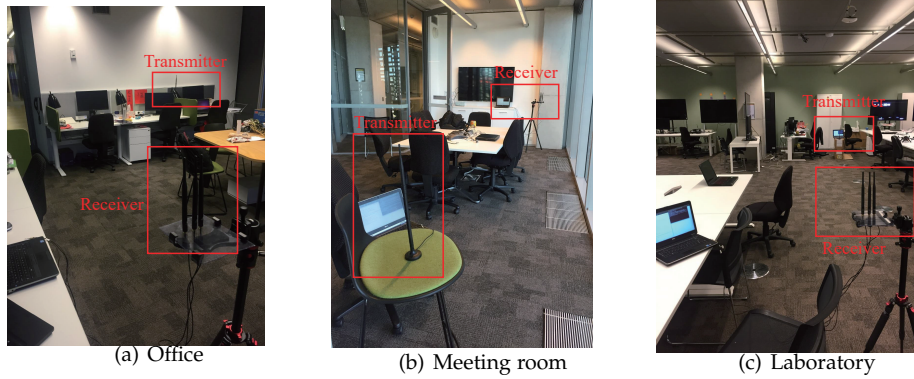 Transmitter
Receiver
(a) Office
Receiver
Transmitter
(b) Meeting room
Transmitter
Receiver
(c) Laboratory